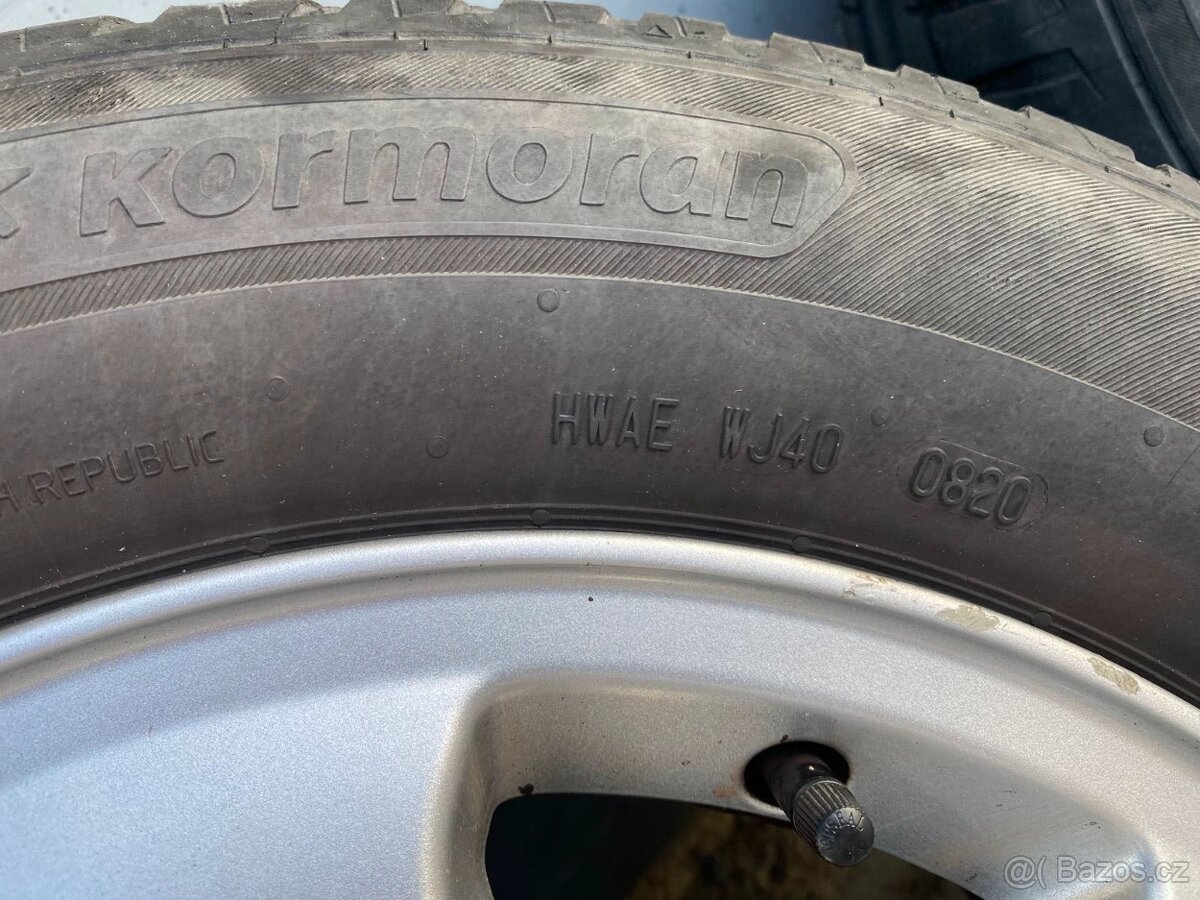 kormoran
HWAE WJ40 0820
H REPUBLIC
@( Bazos.cz